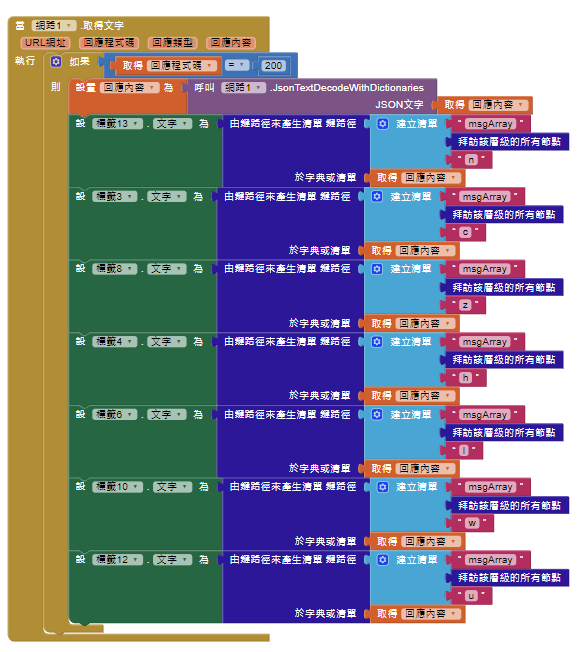 當 網路1 .取得文字
URL網址 回應程式碼 回應類型 回應內容
執行 如果 取得 回應程式碼 = 200
則 設置 回應內容 為 呼叫 網路1 .JsonTextDecodeWithDictionaries
JSON文字 取得 回應內容
設 標籤13 . 文字 為 由鍵路徑來產生清單 鍵路徑 建立清單 " msgArray "
拜訪該層級的所有節點
" n "
於字典或清單 取得 回應內容
設 標籤3 . 文字 為 由鍵路徑來產生清單 鍵路徑 建立清單 " msgArray "
拜訪該層級的所有節點
" c "
於字典或清單 取得 回應內容
設 標籤8 . 文字 為 由鍵路徑來產生清單 鍵路徑 建立清單 " msgArray "
拜訪該層級的所有節點
" z "
於字典或清單 取得 回應內容
設 標籤4 . 文字 為 由鍵路徑來產生清單 鍵路徑 建立清單 " msgArray "
拜訪該層級的所有節點
" h "
於字典或清單 取得 回應內容
設 標籤6 . 文字 為 由鍵路徑來產生清單 鍵路徑 建立清單 " msgArray "
拜訪該層級的所有節點
" l "
於字典或清單 取得 回應內容
設 標籤10 . 文字 為 由鍵路徑來產生清單 鍵路徑 建立清單 " msgArray "
拜訪該層級的所有節點
" w "
於字典或清單 取得 回應內容
設 標籤12 . 文字 為 由鍵路徑來產生清單 鍵路徑 建立清單 " msgArray "
拜訪該層級的所有節點
" u "
於字典或清單 取得 回應內容